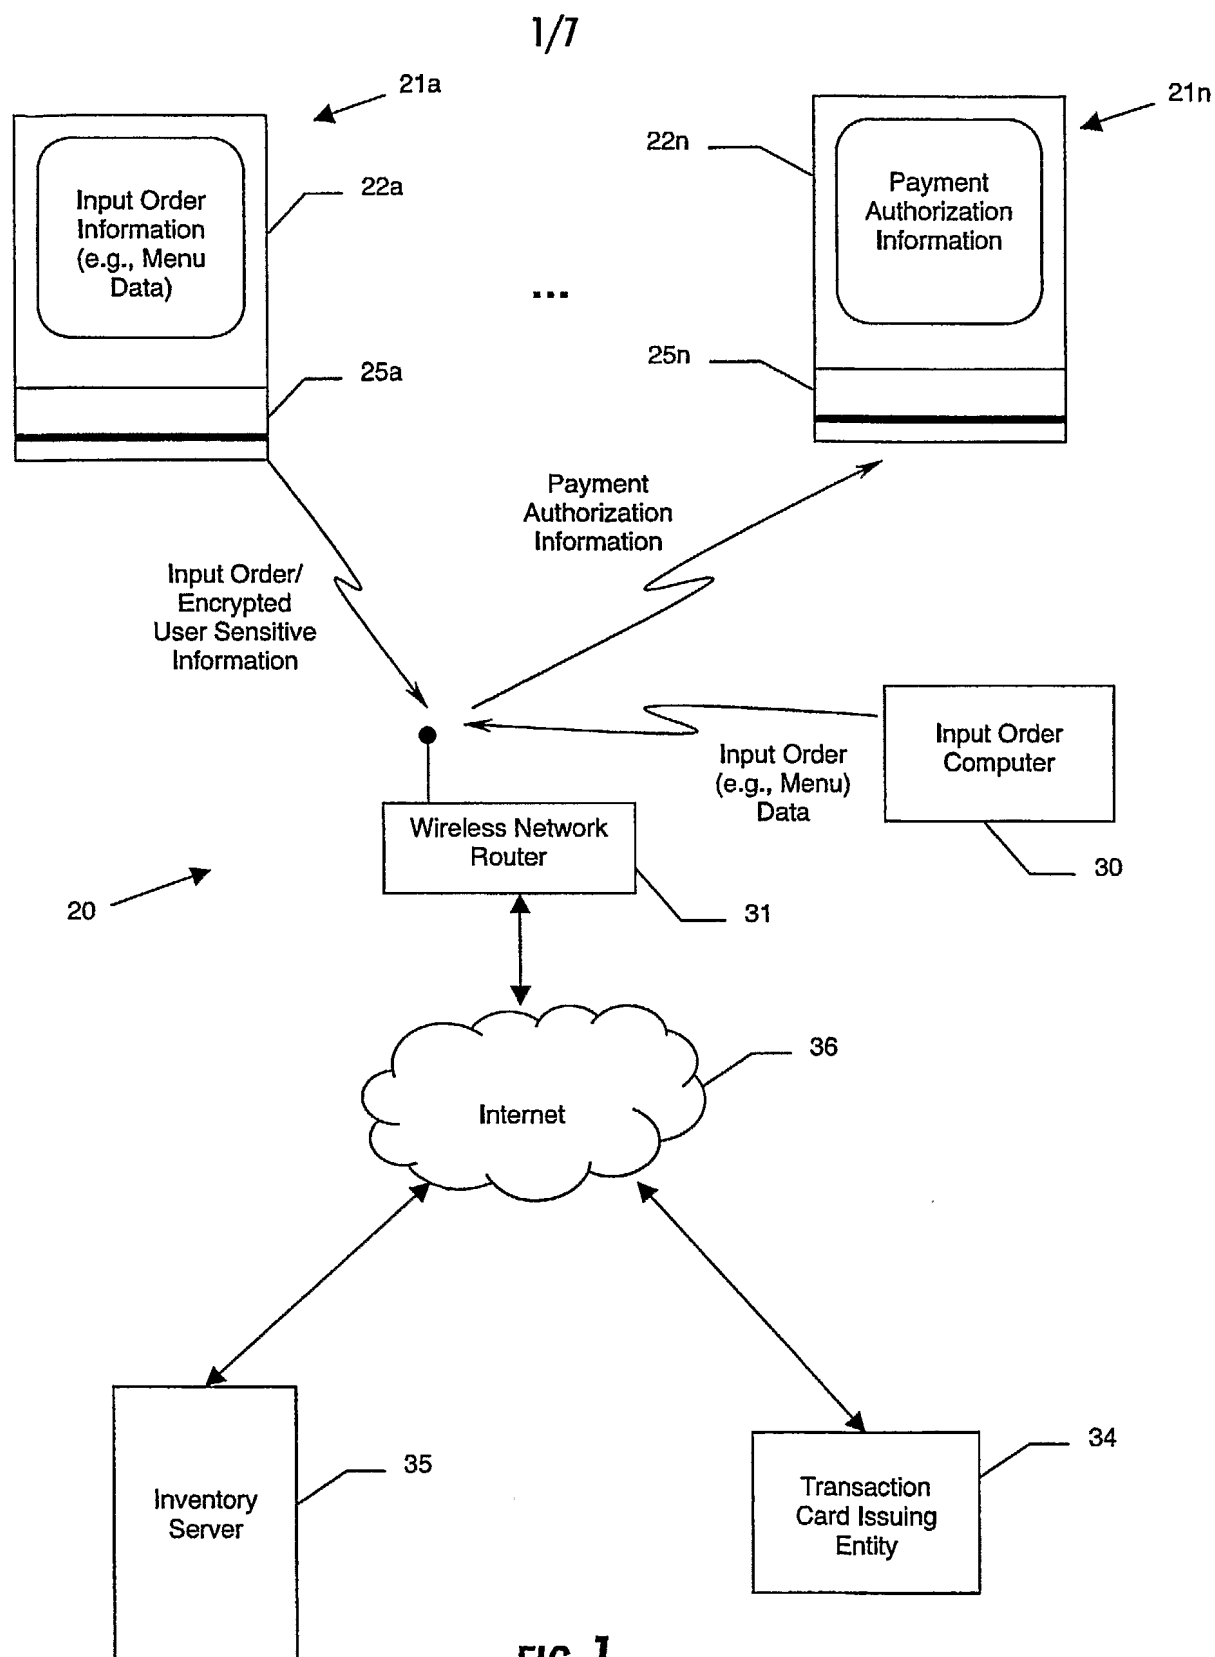 1/7
21a
21n
22a
22n
Input Order
Information
(e.g., Menu
Data)
Payment
Authorization
Information
...
25a
25n
Payment
Authorization
Information
Input Order/
Encrypted
User Sensitive
Information
Input Order
Computer
Input Order
(e.g., Menu)
Data
30
Wireless Network
Router
31
20
36
Internet
35
34
Inventory
Server
Transaction
Card Issuing
Entity
FIG. 1